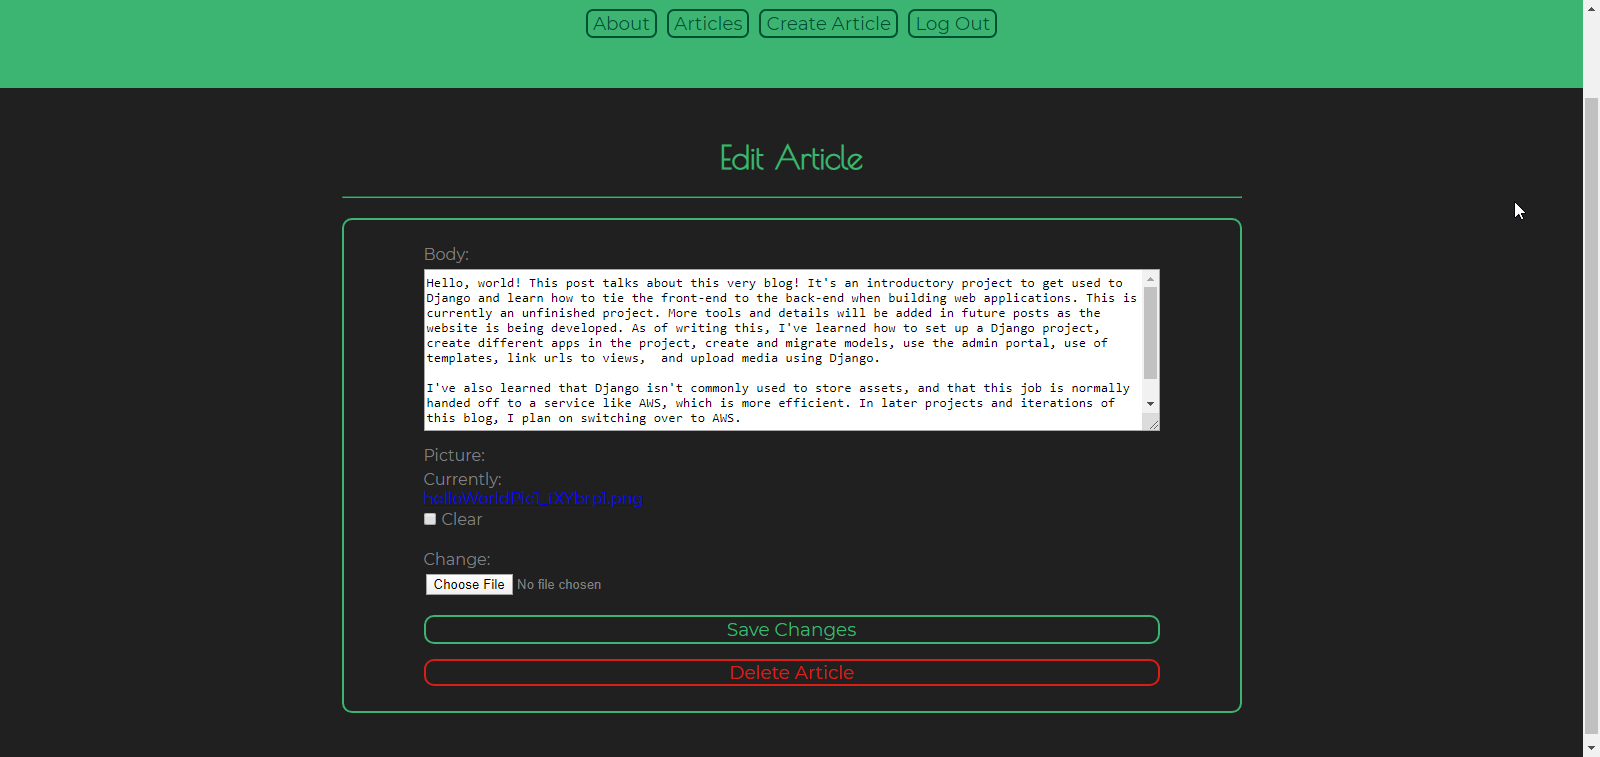 About Articles Create Article Log Out
Edit Article
Body:
Hello, world! This post talks about this very blog! It's an introductory project to get used to
Django and learn how to tie the front-end to the back-end when building web applications. This is
currently an unfinished project. More tools and details will be added in future posts as the
website is being developed. As of writing this, I've learned how to set up a Django project,
create different apps in the project, create and migrate models, use the admin portal, use of
templates, link urls to views,  and upload media using Django.
I've also learned that Django isn't commonly used to store assets, and that this job is normally
handed off to a service like AWS, which is more efficient. In later projects and iterations of
this blog, I plan on switching over to AWS.
Picture:
Currently:
helloWorldPic1_tXYbrp1.png
Clear
Change:
Choose File No file chosen
Save Changes
Delete Article